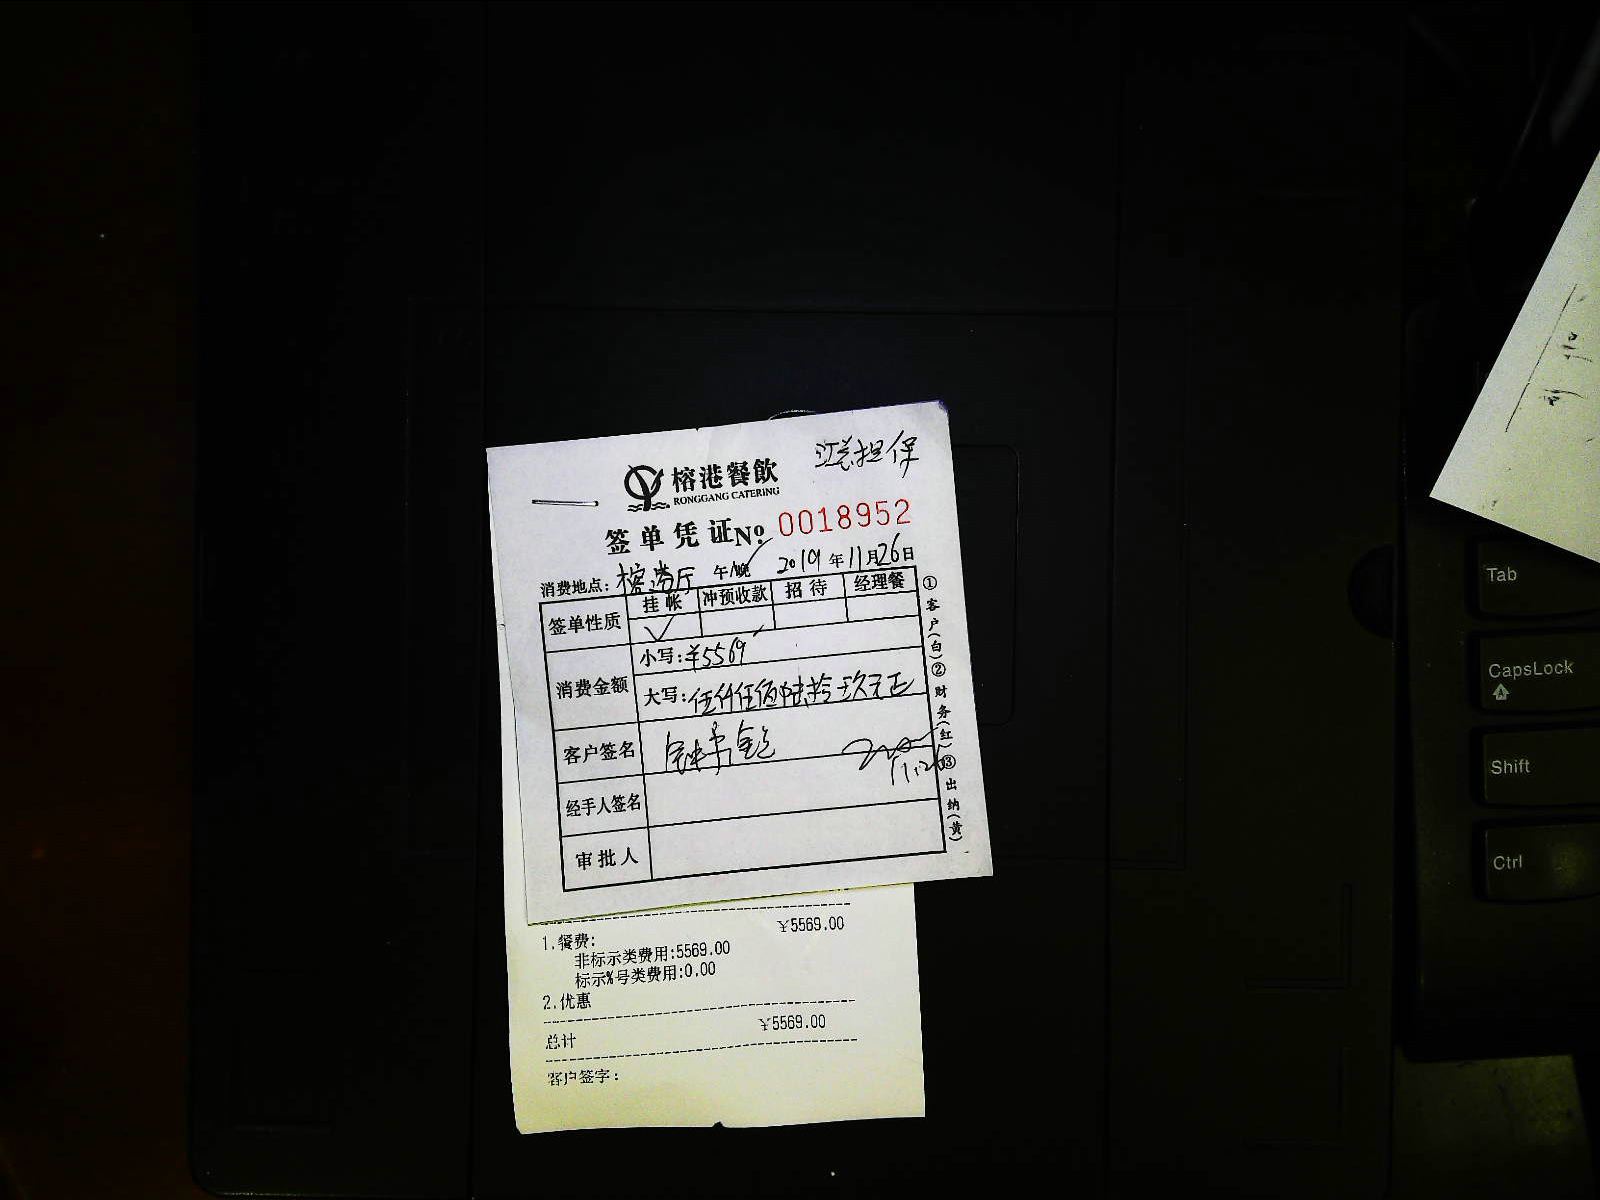 江总担保
榕港餐飲
RONGGANG CATERING
签单凭证 No. 0018952
消费地点: 榕港厅 午/晚 2019年11月26日
签单性质 挂帐 冲预收款 招待 经理餐
✓
消费金额 小写:¥5569
大写:伍仟伍佰陆拾玖元正
客户签名
11.26
经手人签名
审批人
①客户(白)②财务(红)③出纳(黄)
¥5569.00
1.餐费:
非标示类费用:5569.00
标示%号类费用:0.00
2.优惠
¥5569.00
总计
客户签字:
Tab
CapsLock
Shift
Ctrl